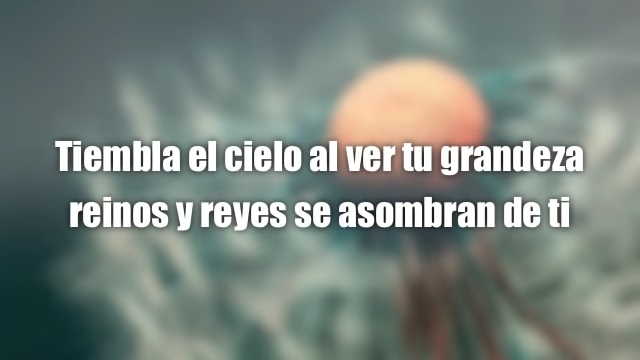 Tiembla el cielo al ver tu grandeza
reinos y reyes se asombran de ti